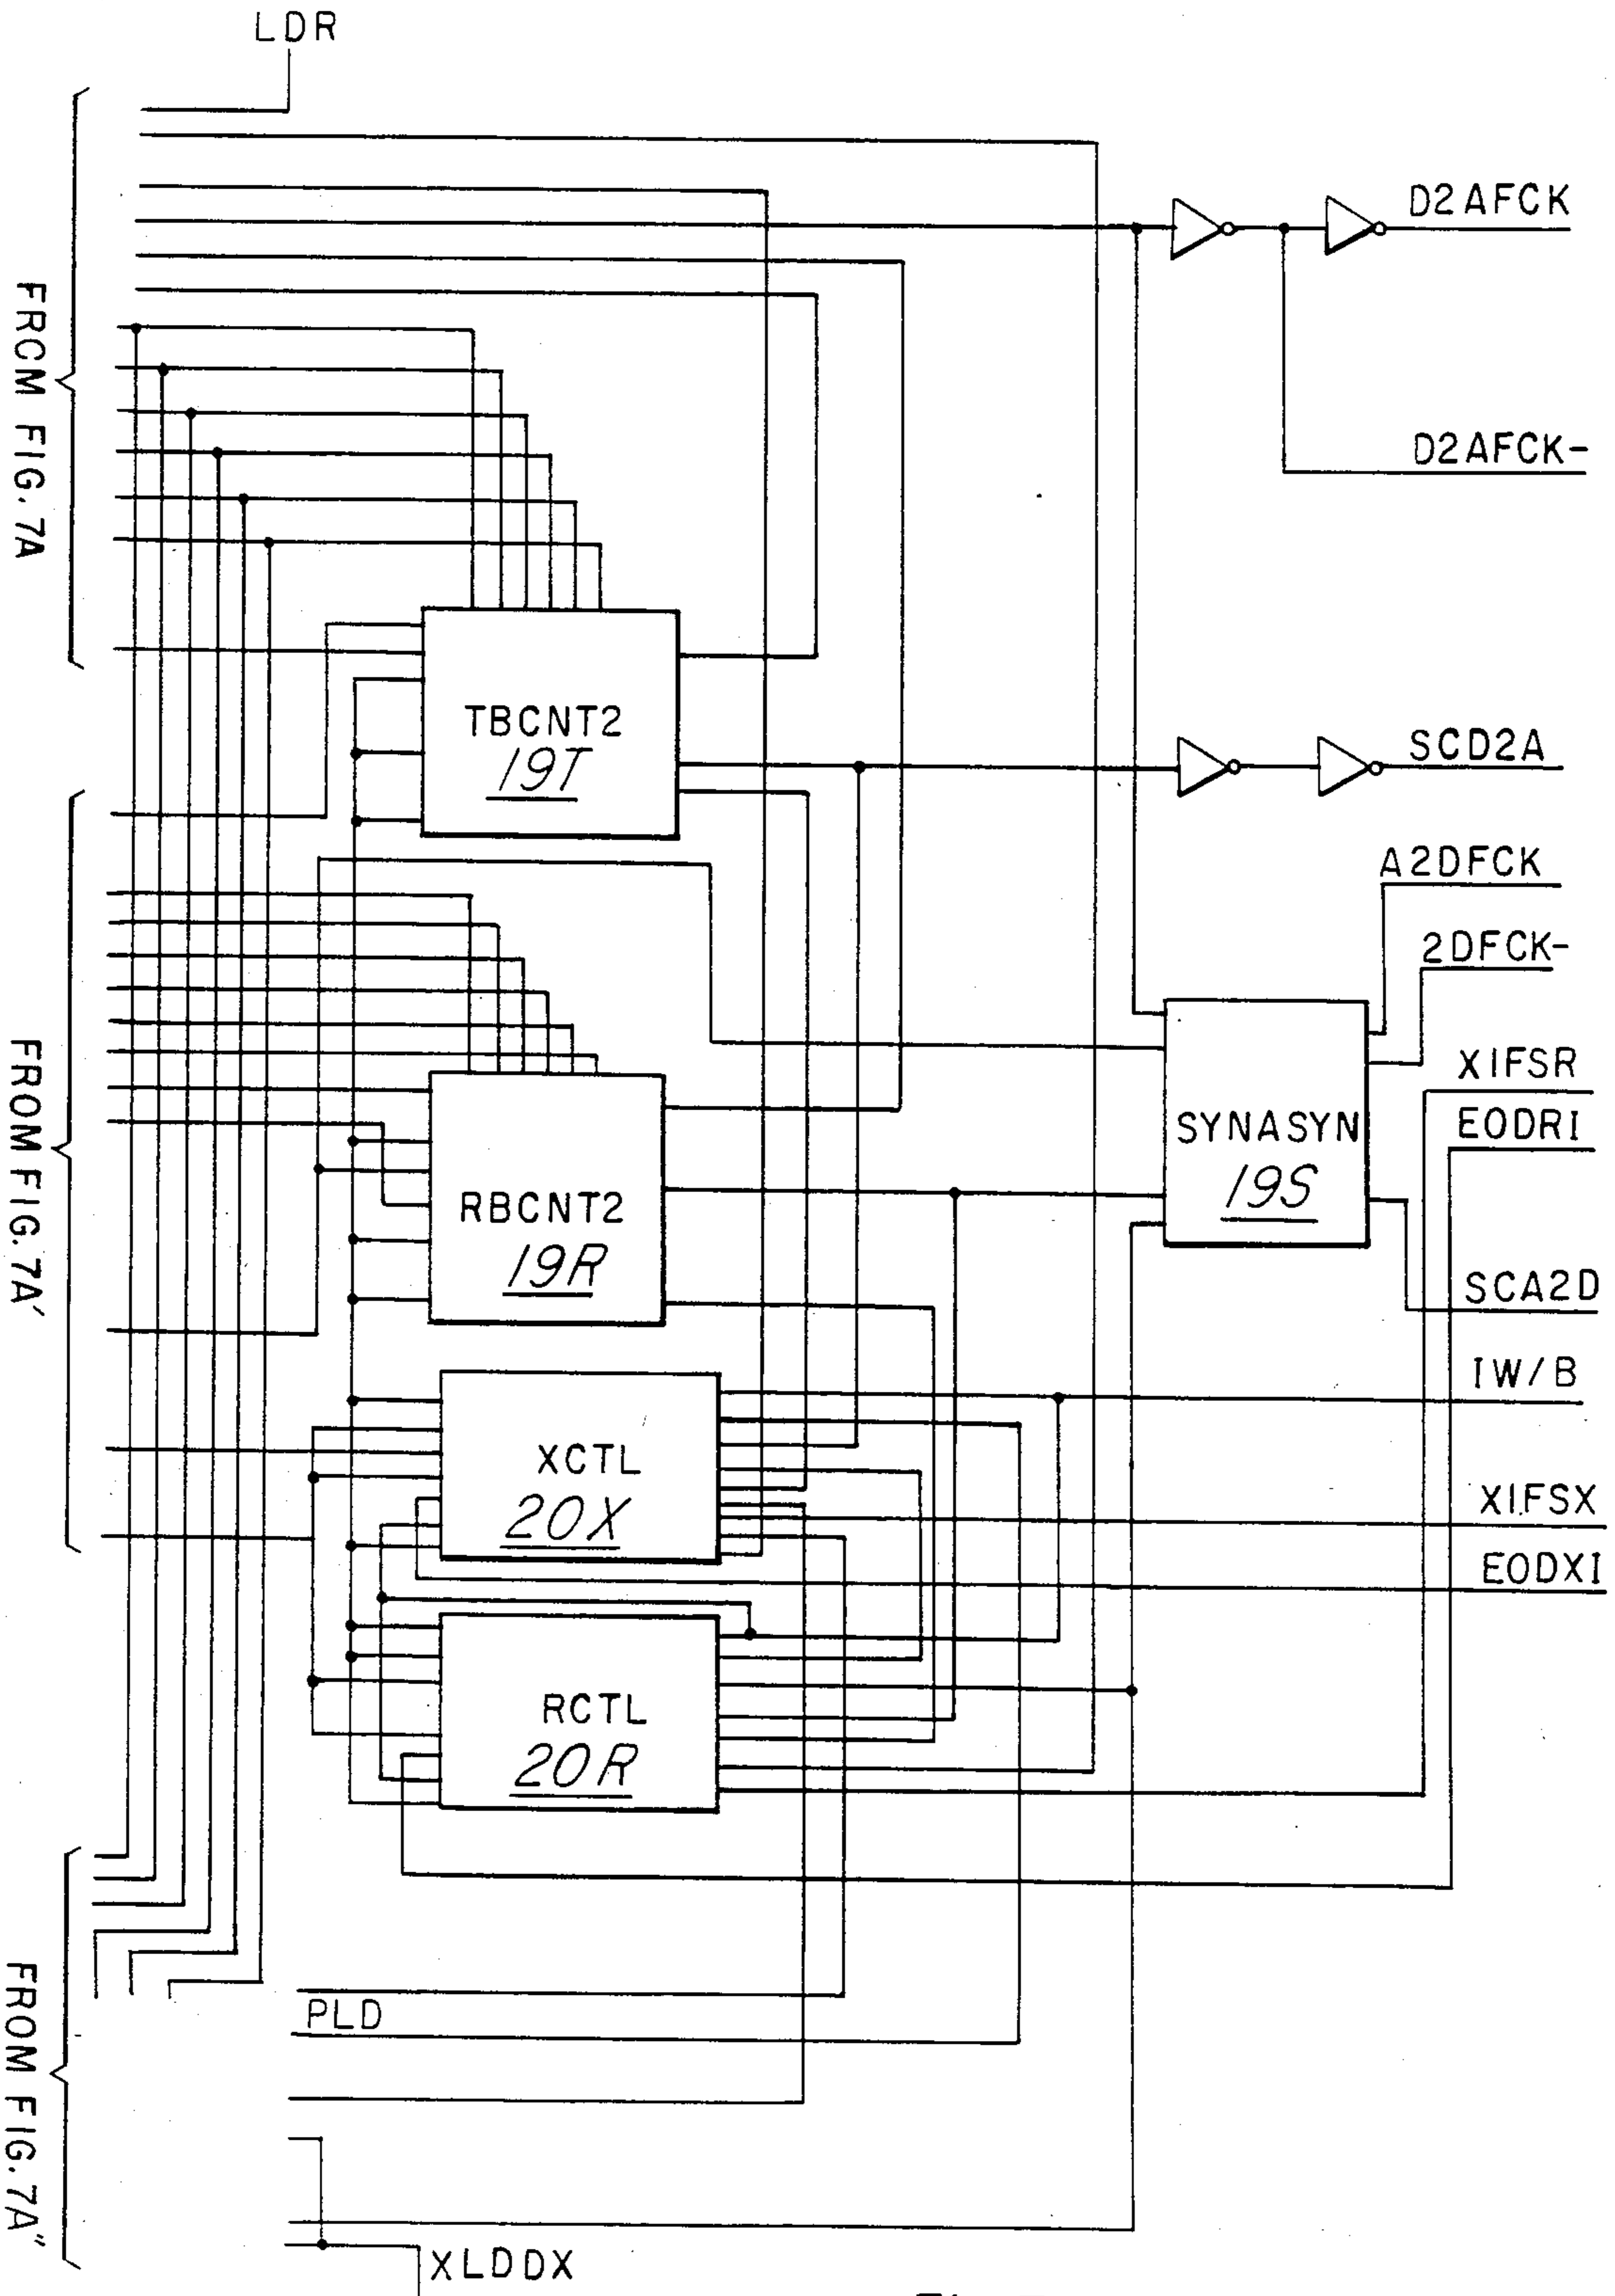 LDR
D2AFCK
FRCM FIG. 7A
D2AFCK-
TBCNT2
19T
SCD2A
A2DFCK
2DFCK-
FROM FIG. 7A'
XIFSR
EODRI
SYNASYN
19S
RBCNT2
19R
SCA2D
IW/B
XCTL
20X
XIFSX
EODXI
RCTL
20R
PLD
FROM FIG. 7A"
XLDDX